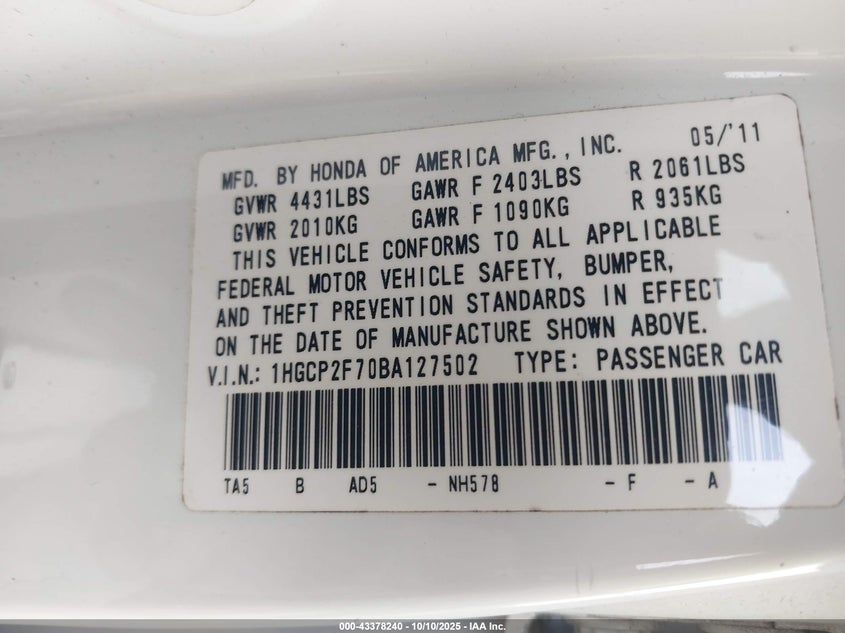 MFD. BY HONDA OF AMERICA MFG., INC. 05/'11
GVWR 4431LBS GAWR F 2403LBS R 2061LBS
GVWR 2010KG GAWR F 1090KG R 935KG
THIS VEHICLE CONFORMS TO ALL APPLICABLE
FEDERAL MOTOR VEHICLE SAFETY, BUMPER,
AND THEFT PREVENTION STANDARDS IN EFFECT
ON THE DATE OF MANUFACTURE SHOWN ABOVE.
V.I.N.: 1HGCP2F70BA127502 TYPE: PASSENGER CAR
TA5 B AD5 - NH578 - F - A
000-43378240 - 10/10/2025 - IAA Inc.